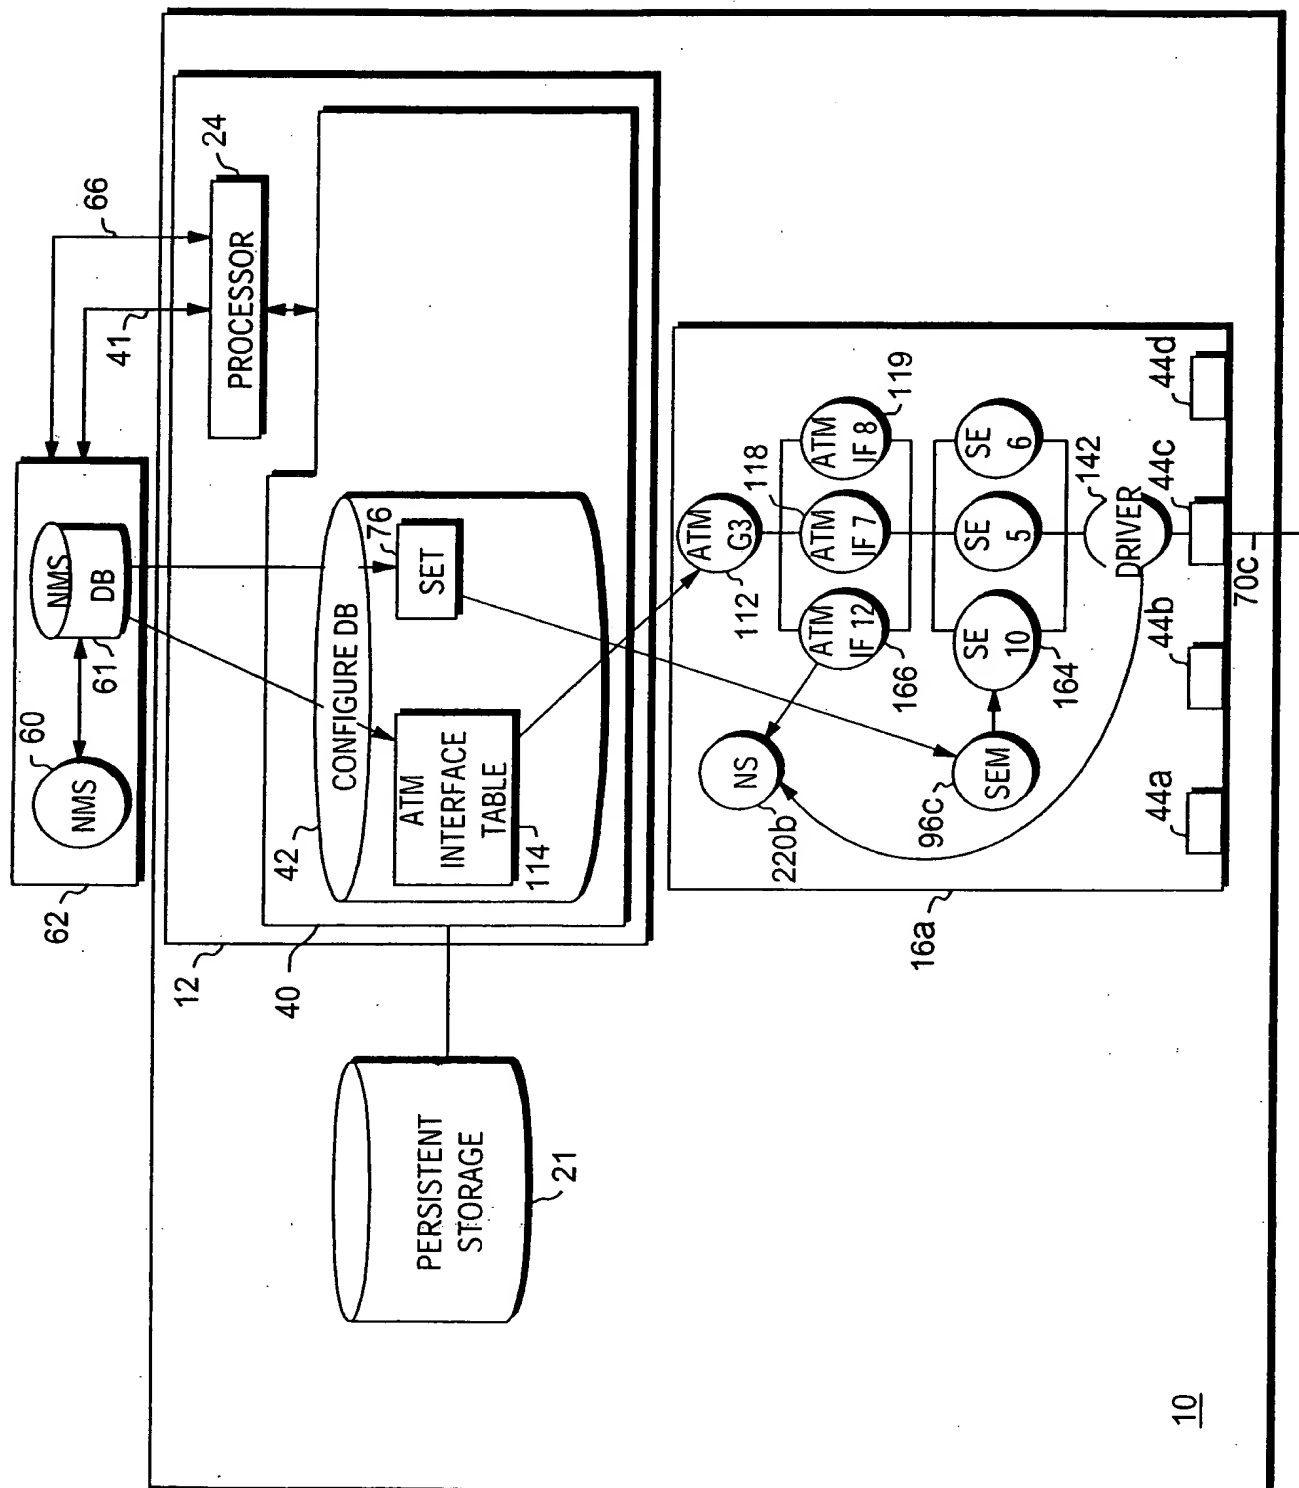 62
60
NMS
61
NMS
DB
41
66
12
40
42
CONFIGURE DB
ATM
INTERFACE
TABLE
114
SET
76
PROCESSOR
24
PERSISTENT
STORAGE
21
16a
220b
NS
112
ATM
G3
118
119
ATM
IF 12
ATM
IF 7
ATM
IF 8
166
96c
SEM
SE
10
SE
5
SE
6
164
142
DRIVER
44a
44b
44c
44d
70c
10